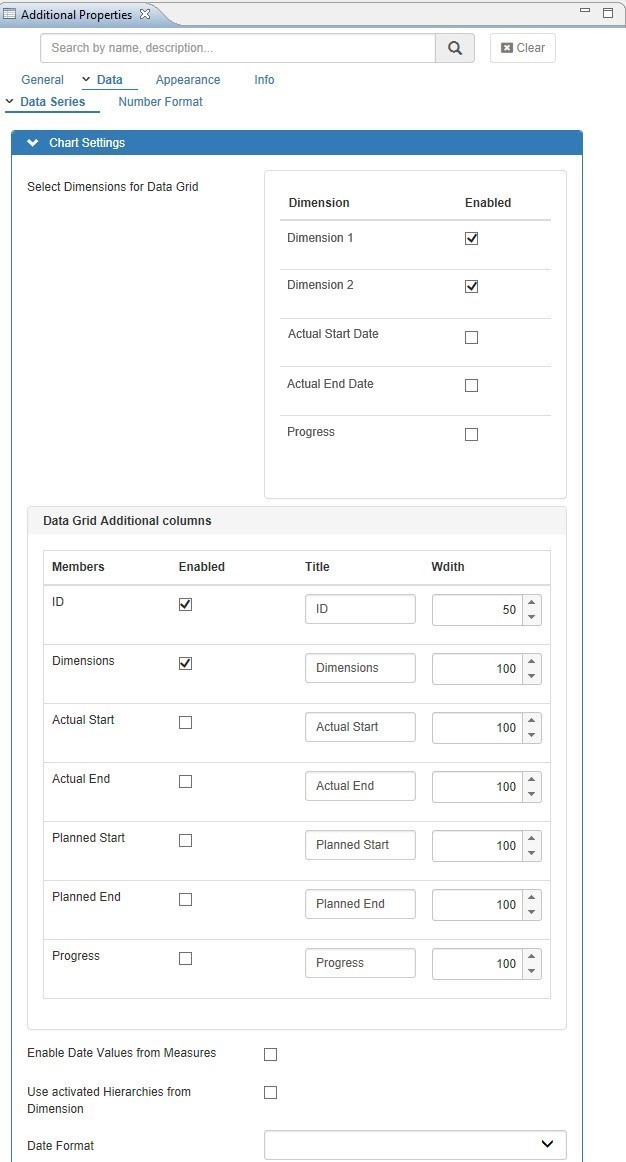 Additional Properties
Search by name, description...
Clear
General Data Appearance Info
Data Series Number Format
Chart Settings
Select Dimensions for Data Grid
Dimension Enabled
Dimension 1
Dimension 2
Actual Start Date
Actual End Date
Progress
Data Grid Additional columns
Members Enabled Title Wdith
ID ID 50
Dimensions Dimensions 100
Actual Start Actual Start 100
Actual End Actual End 100
Planned Start Planned Start 100
Planned End Planned End 100
Progress Progress 100
Enable Date Values from Measures
Use activated Hierarchies from
Dimension
Date Format